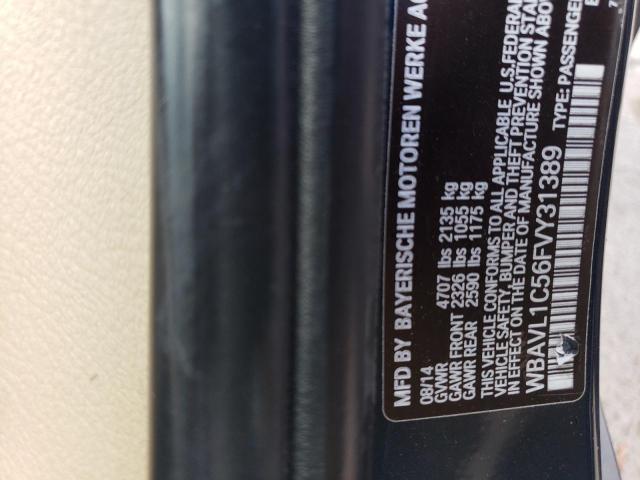 MFD BY BAYERISCHE MOTOREN WERKE AG
08/14
GVWR 4707 lbs 2135 kg
GAWR FRONT 2326 lbs 1055 kg
GAWR REAR 2590 lbs 1175 kg
THIS VEHICLE CONFORMS TO ALL APPLICABLE U.S. FEDERAL
VEHICLE SAFETY, BUMPER AND THEFT PREVENTION STAN
IN EFFECT ON THE DATE OF MANUFACTURE SHOWN ABO
WBAVL1C56FVY31389 TYPE: PASSENGER